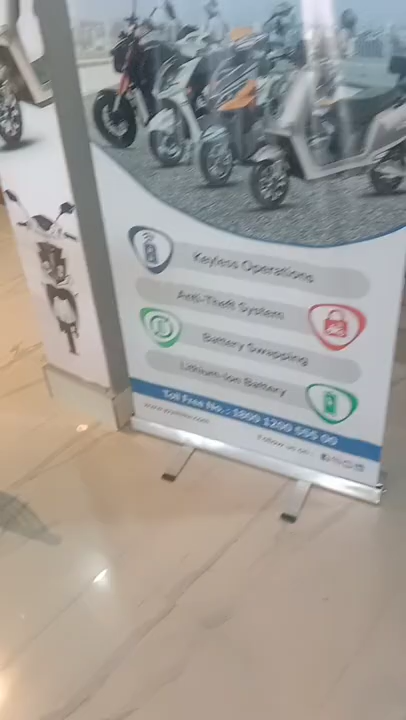 Keyless Operations
Anti-Theft System
Battery Swapping
Lithium-Ion Battery
Toll Free No.: 1800 1200 555 00
Follow us on :